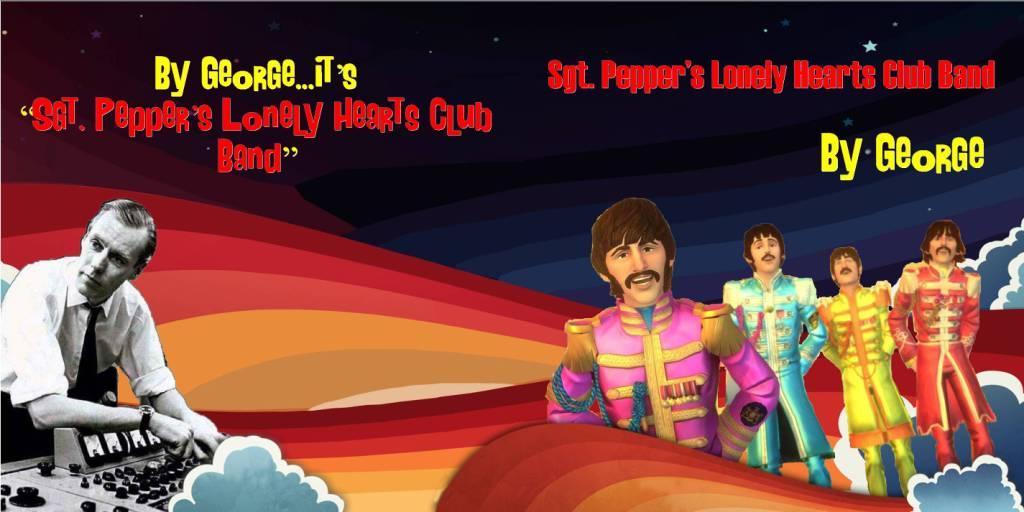 By George...it's
“Sgt. Pepper's Lonely Hearts Club
Band”
Sgt. Pepper's Lonely Hearts Club Band
By George